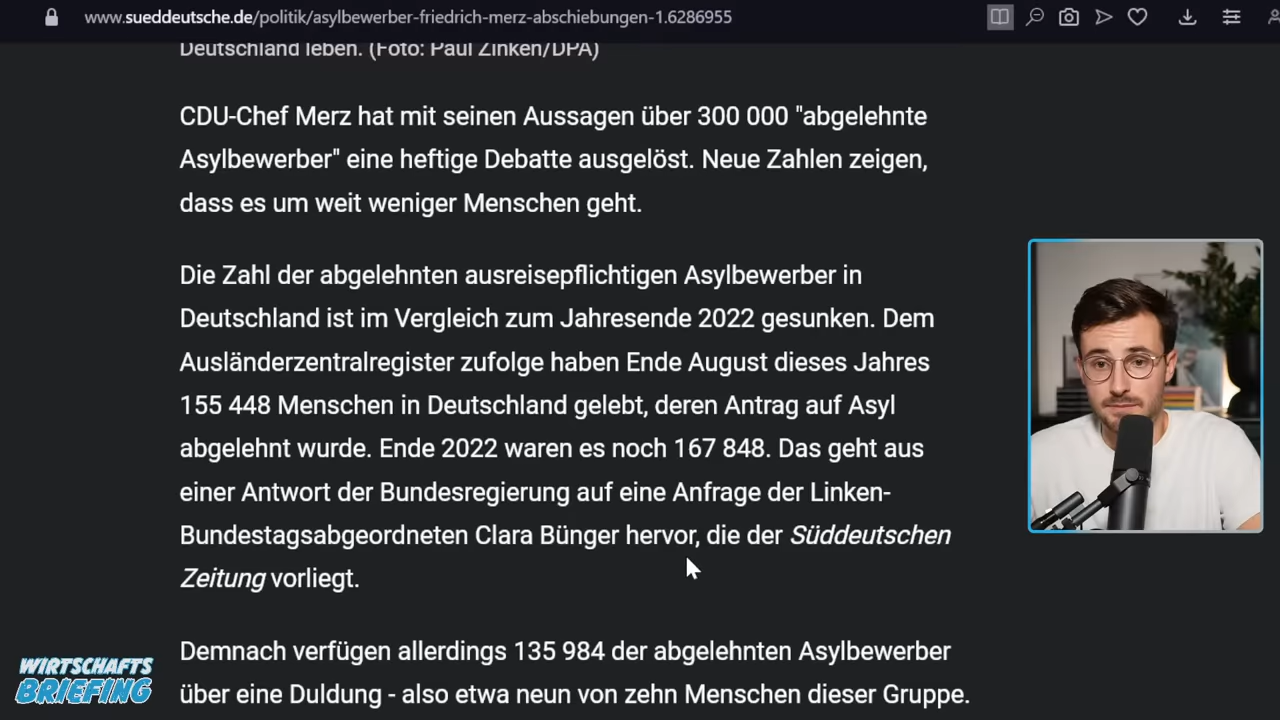 www.sueddeutsche.de/politik/asylbewerber-friedrich-merz-abschiebungen-1.6286955
Deutschland leben. (Foto: Paul Zinken/DPA)
CDU-Chef Merz hat mit seinen Aussagen über 300 000 "abgelehnte
Asylbewerber" eine heftige Debatte ausgelöst. Neue Zahlen zeigen,
dass es um weit weniger Menschen geht.
Die Zahl der abgelehnten ausreisepflichtigen Asylbewerber in
Deutschland ist im Vergleich zum Jahresende 2022 gesunken. Dem
Ausländerzentralregister zufolge haben Ende August dieses Jahres
155 448 Menschen in Deutschland gelebt, deren Antrag auf Asyl
abgelehnt wurde. Ende 2022 waren es noch 167 848. Das geht aus
einer Antwort der Bundesregierung auf eine Anfrage der Linken-
Bundestagsabgeordneten Clara Bünger hervor, die der Süddeutschen
Zeitung vorliegt.
Demnach verfügen allerdings 135 984 der abgelehnten Asylbewerber
über eine Duldung - also etwa neun von zehn Menschen dieser Gruppe.
WIRTSCHAFTS
BRIEFING